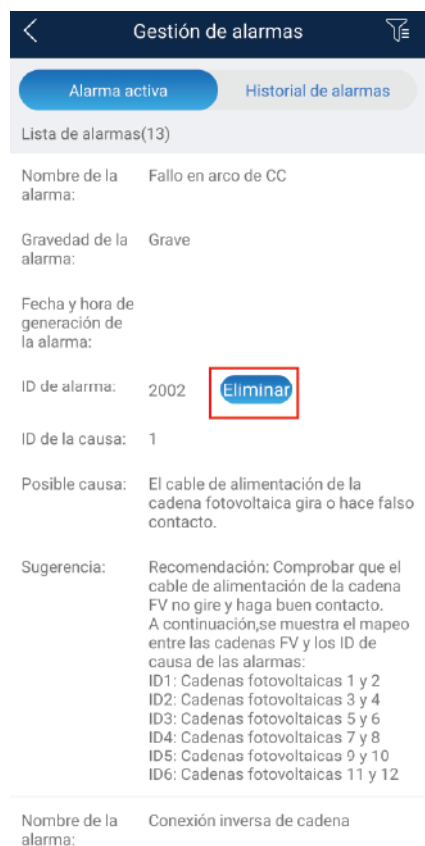 Gestión de alarmas
Alarma activa
Historial de alarmas
Lista de alarmas(13)
Nombre de la alarma:
Fallo en arco de CC
Gravedad de la alarma:
Grave
Fecha y hora de generación de la alarma:
ID de alarma:
2002
Eliminar
ID de la causa:
1
Posible causa:
El cable de alimentación de la
cadena fotovoltaica gira o hace falso
contacto.
Sugerencia:
Recomendación: Comprobar que el
cable de alimentación de la cadena
FV no gire y haga buen contacto.
A continuación,se muestra el mapeo
entre las cadenas FV y los ID de
causa de las alarmas:
ID1: Cadenas fotovoltaicas 1 y 2
ID2: Cadenas fotovoltaicas 3 y 4
ID3: Cadenas fotovoltaicas 5 y 6
ID4: Cadenas fotovoltaicas 7 y 8
ID5: Cadenas fotovoltaicas 9 y 10
ID6: Cadenas fotovoltaicas 11 y 12
Nombre de la alarma:
Conexión inversa de cadena